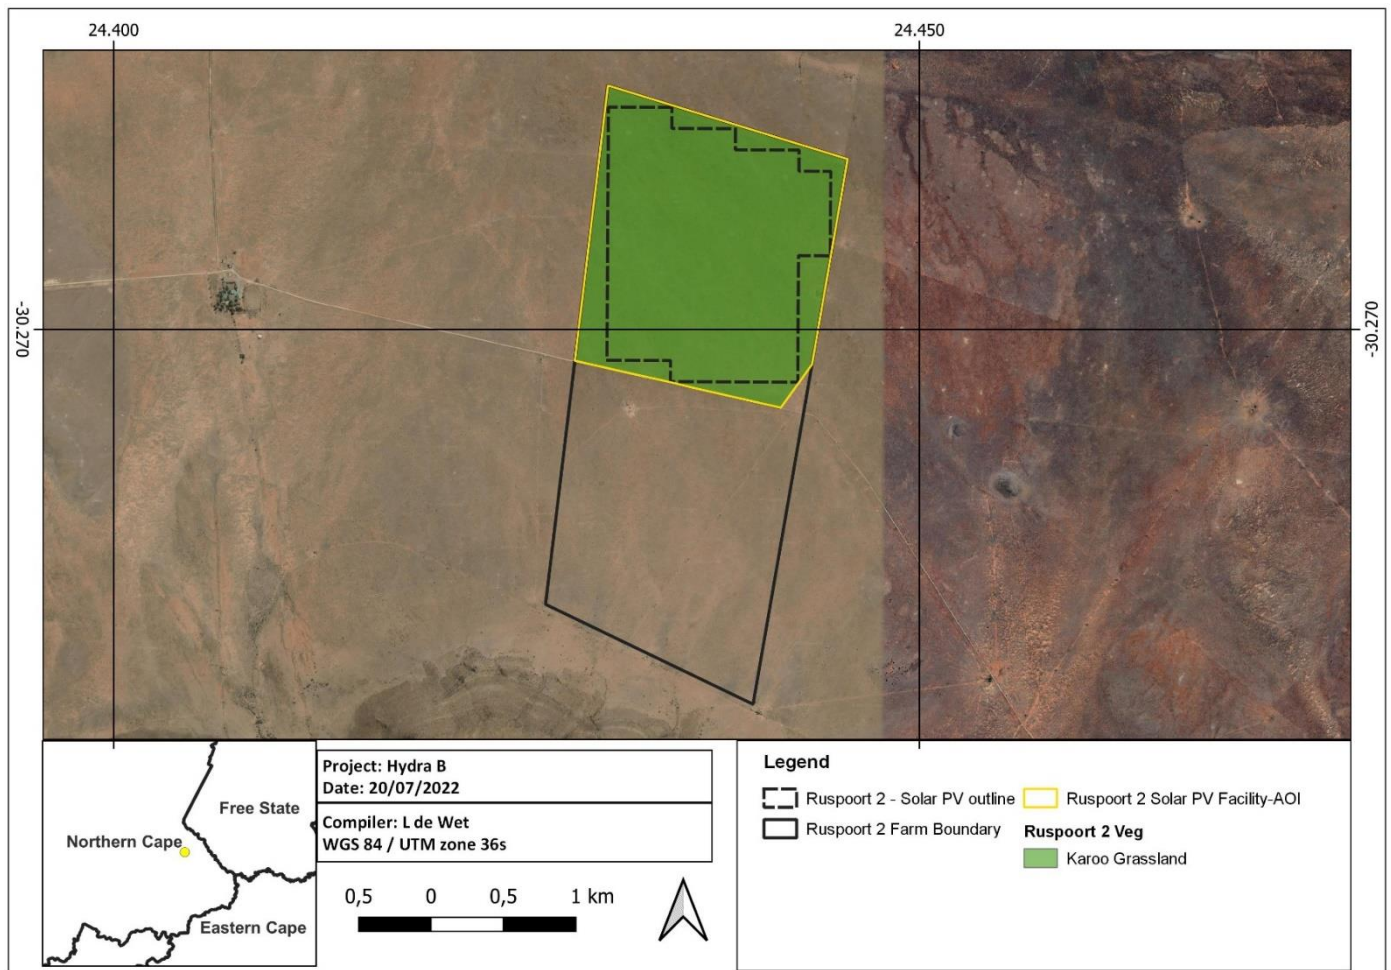 24.400
24.450
-30.270
-30.270
Northern Cape
Free State
Eastern Cape
Project: Hydra B
Date: 20/07/2022
Compiler: L de Wet
WGS 84 / UTM zone 36s
0,5 0 0,5 1 km
Legend
Ruspoort 2 - Solar PV outline
Ruspoort 2 Farm Boundary
Ruspoort 2 Solar PV Facility-AOI
Ruspoort 2 Veg
Karoo Grassland